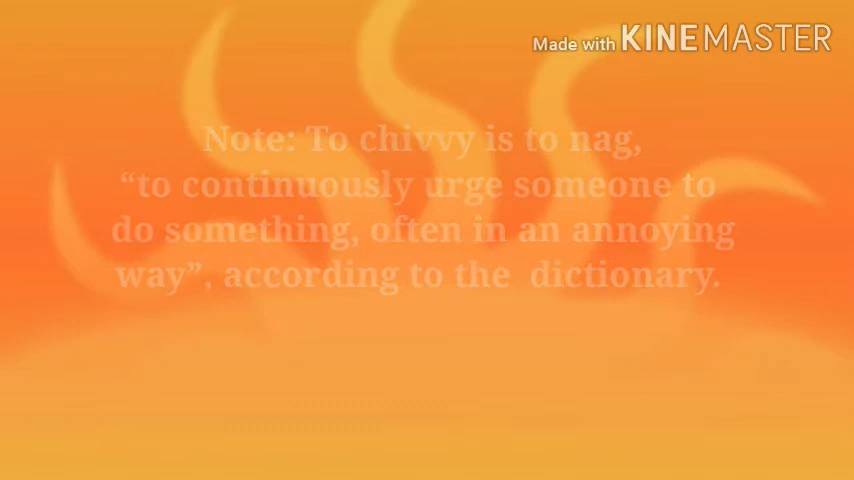 Made with KINEMASTER
Note: To chivvy is to nag,
“to continuously urge someone to
do something, often in an annoying
way”, according to the dictionary.